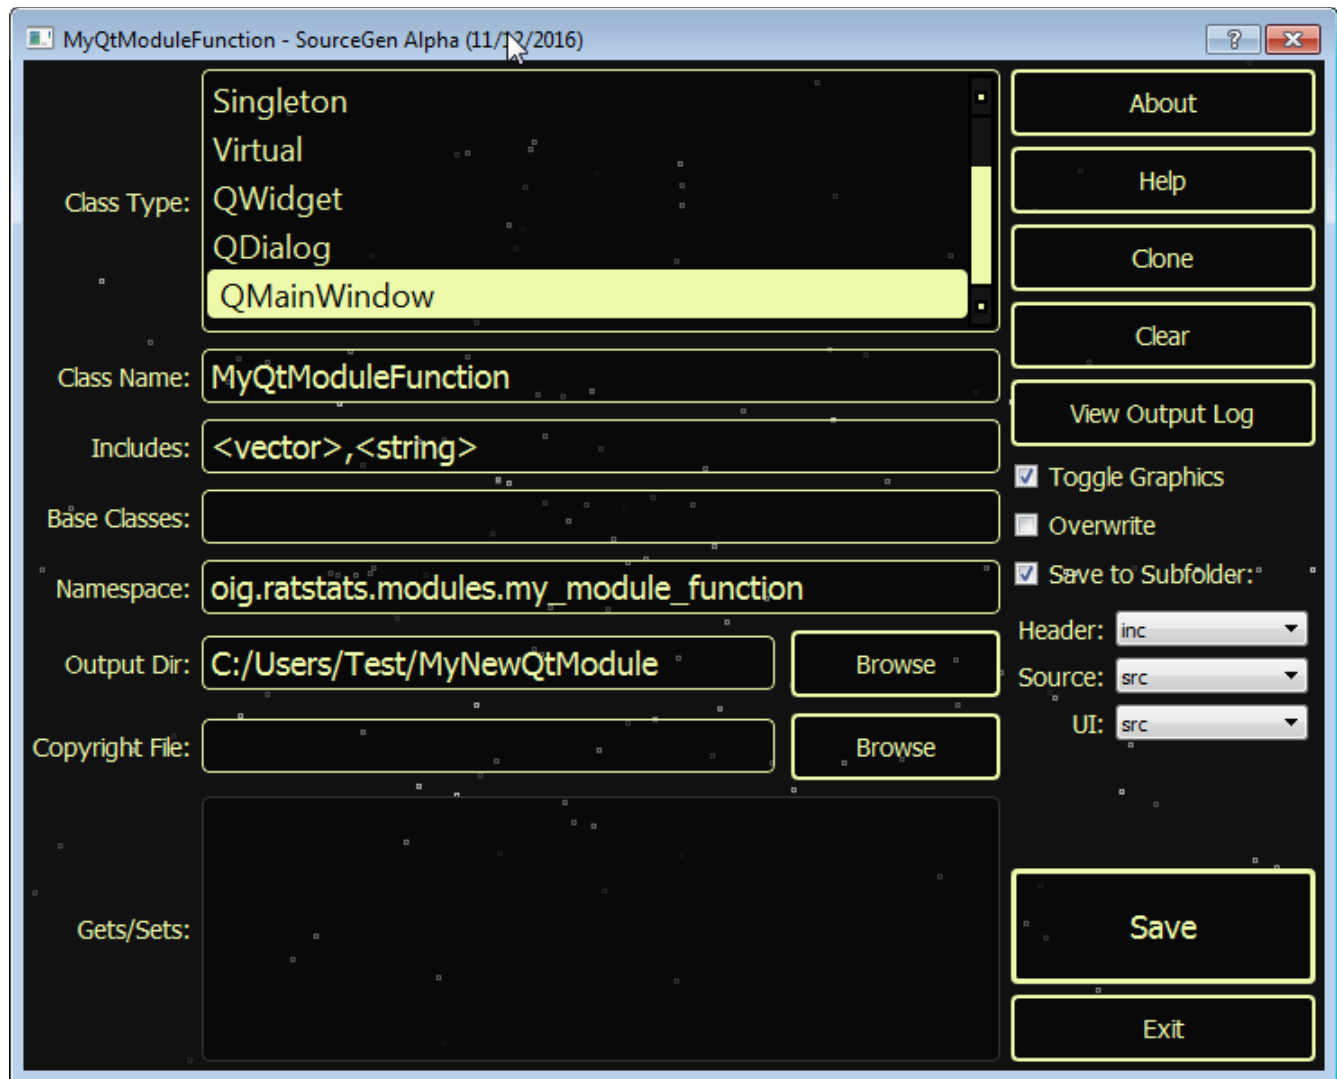 MyQtModuleFunction - SourceGen Alpha (11/12/2016)
Class Type:
Singleton
Virtual
QWidget
QDialog
QMainWindow
Class Name: MyQtModuleFunction
Includes: <vector>,<string>
Base Classes:
Namespace: oig.ratstats.modules.my_module_function
Output Dir: C:/Users/Test/MyNewQtModule Browse
Copyright File: Browse
Gets/Sets:
About
Help
Clone
Clear
View Output Log
Toggle Graphics
Overwrite
Save to Subfolder:
Header: inc
Source: src
UI: src
Save
Exit